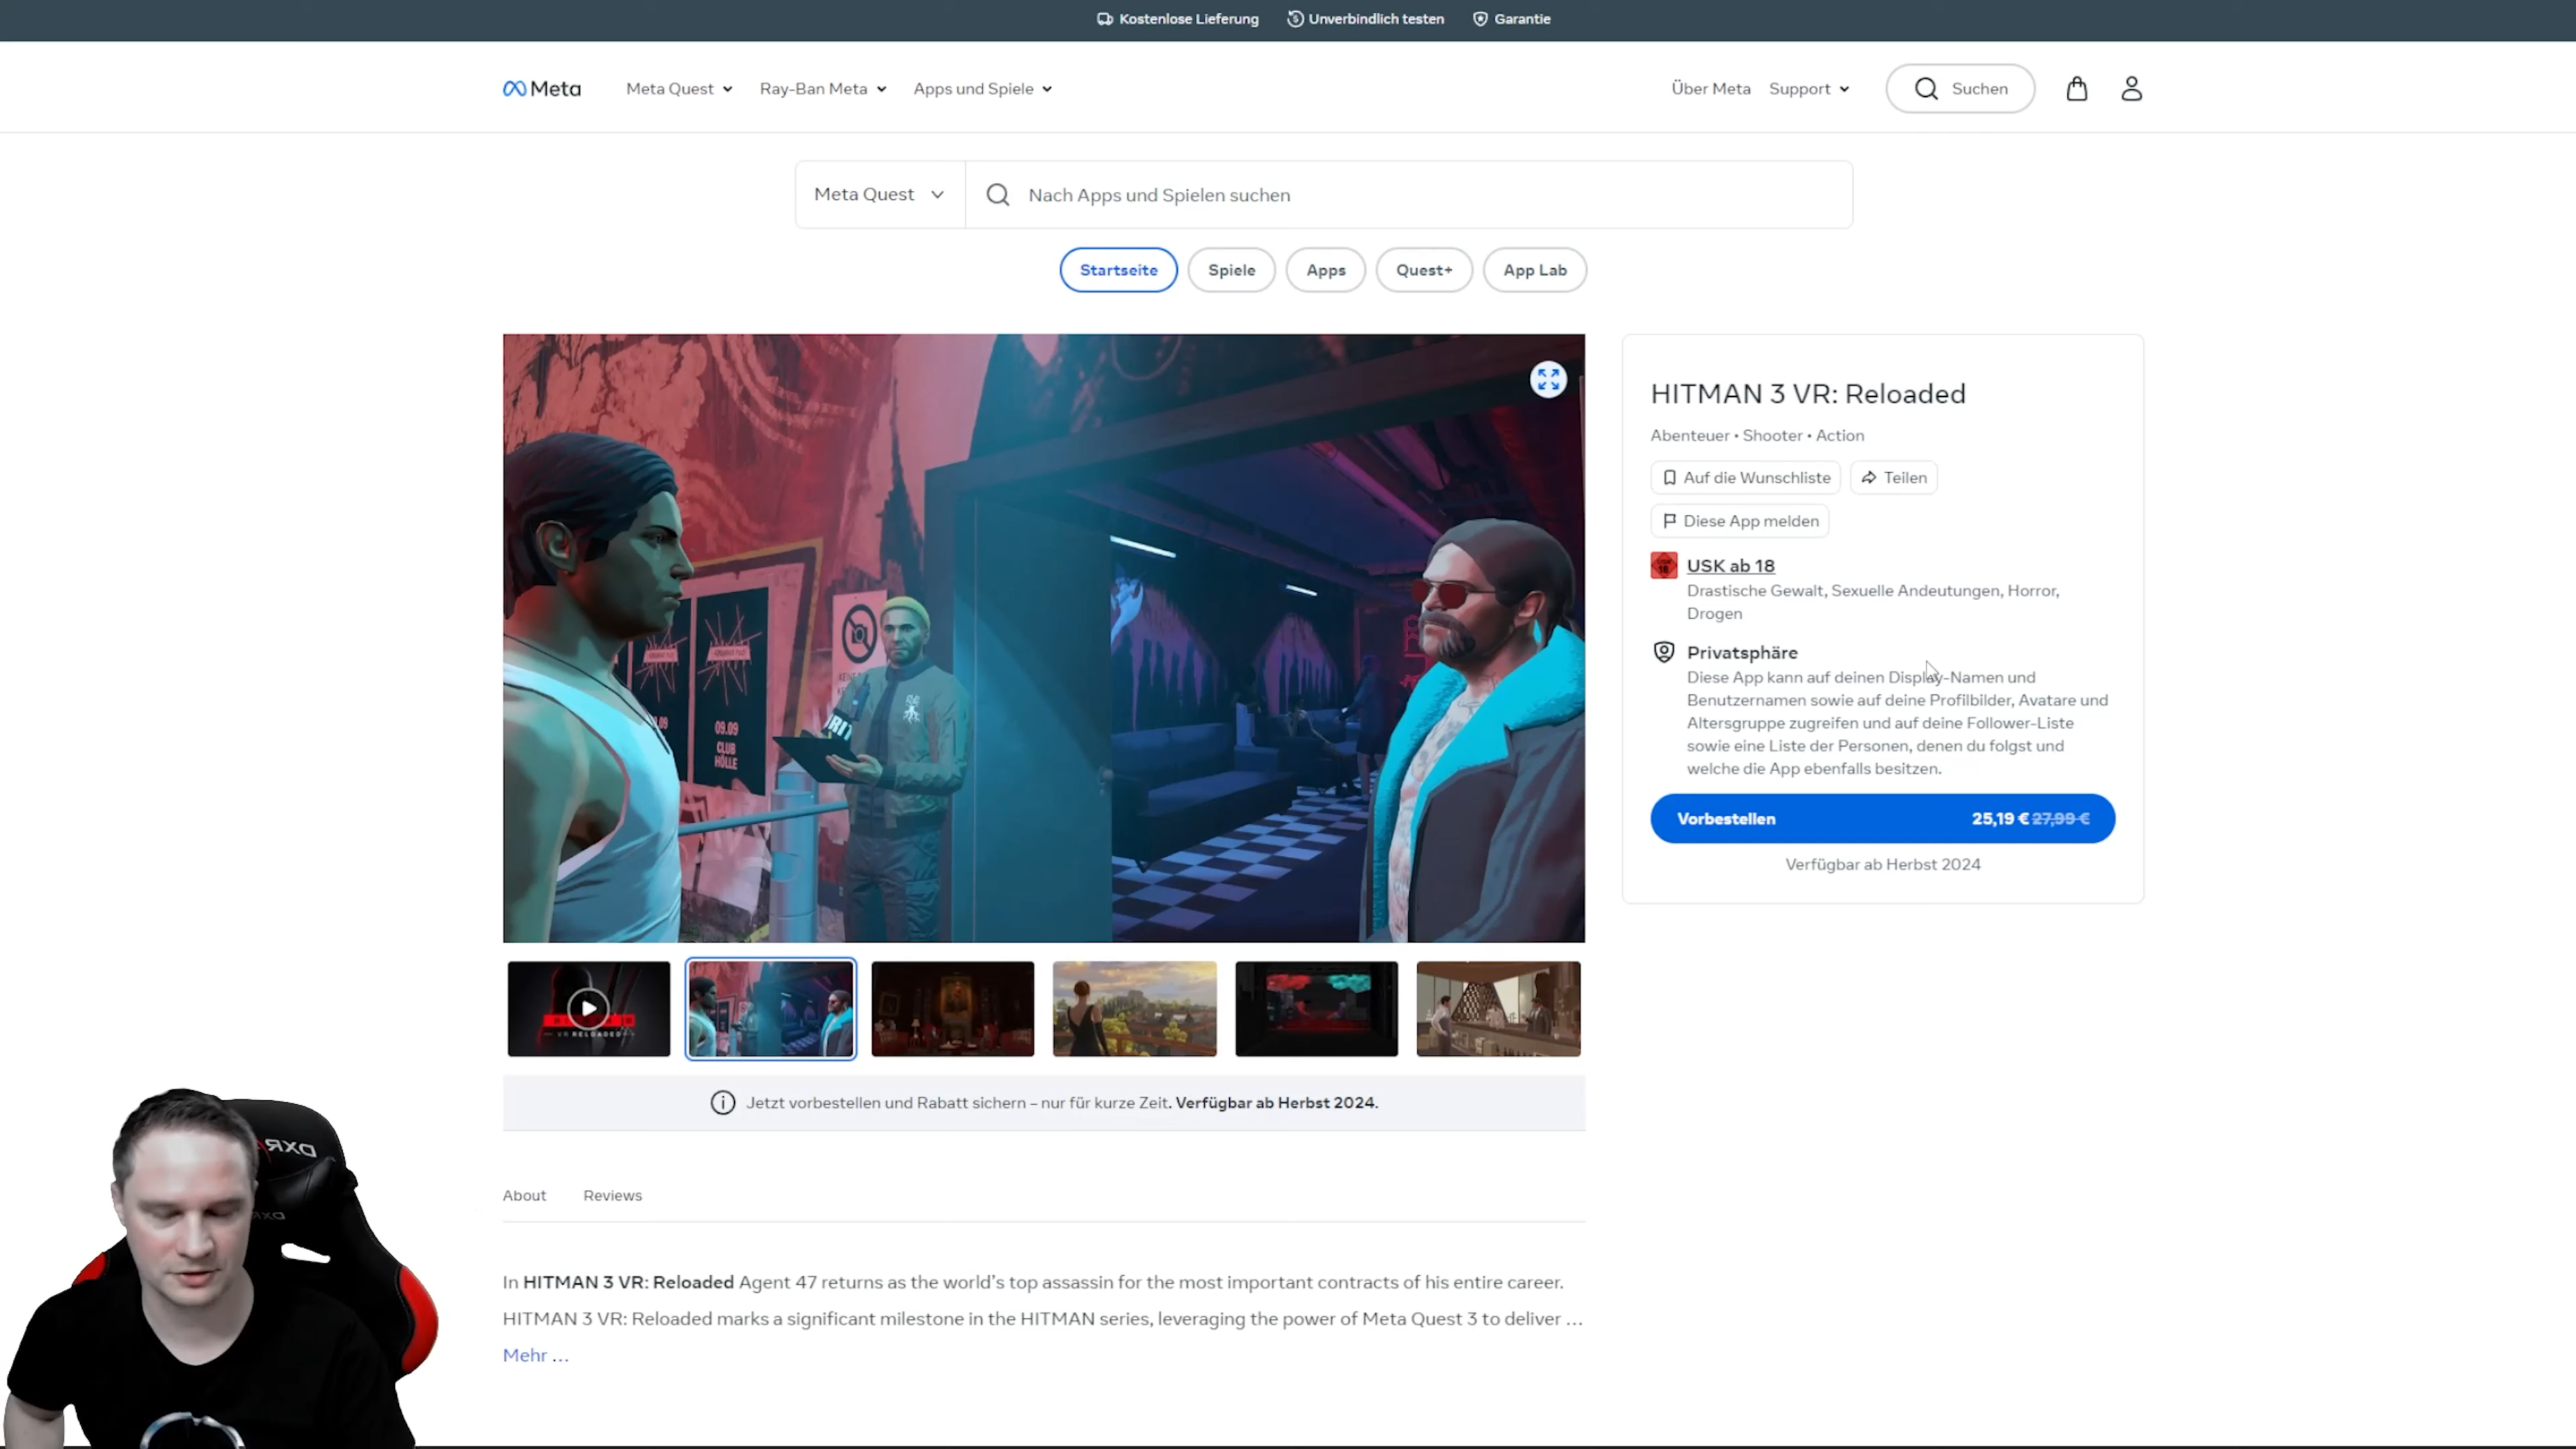 Kostenlose Lieferung Unverbindlich testen Garantie
Meta Meta Quest Ray-Ban Meta Apps und Spiele Über Meta Support Suchen
Meta Quest Nach Apps und Spielen suchen
Startseite Spiele Apps Quest+ App Lab
HITMAN 3 VR: Reloaded
Abenteuer • Shooter • Action
Auf die Wunschliste Teilen
Diese App melden
USK ab 18
Drastische Gewalt, Sexuelle Andeutungen, Horror,
Drogen
Privatsphäre
Diese App kann auf deinen Display-Namen und
Benutzernamen sowie auf deine Profilbilder, Avatare und
Altersgruppe zugreifen und auf deine Follower-Liste
sowie eine Liste der Personen, denen du folgst und
welche die App ebenfalls besitzen.
Vorbestellen 25,19 € 27,99 €
Verfügbar ab Herbst 2024
09.09
CLUB
HÖLLE
VR RELOADED
Jetzt vorbestellen und Rabatt sichern – nur für kurze Zeit. Verfügbar ab Herbst 2024.
About Reviews
In HITMAN 3 VR: Reloaded Agent 47 returns as the world's top assassin for the most important contracts of his entire career.
HITMAN 3 VR: Reloaded marks a significant milestone in the HITMAN series, leveraging the power of Meta Quest 3 to deliver ...
Mehr ...